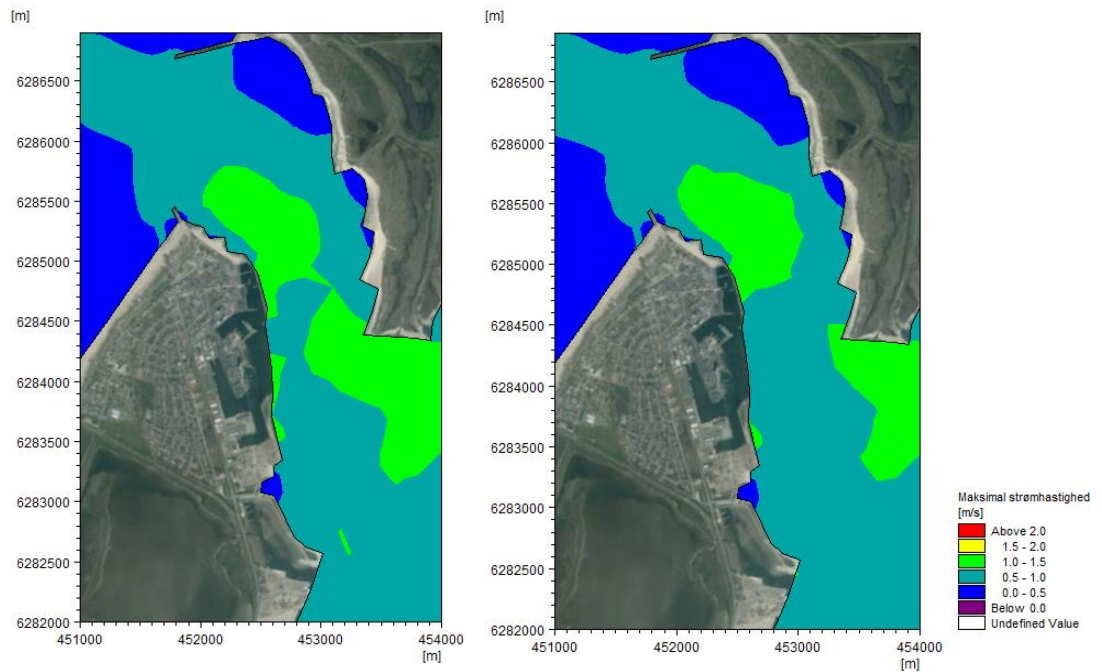 [m]
6286500
6286000
6285500
6285000
6284500
6284000
6283500
6283000
6282500
6282000
451000 452000 453000 454000
[m]
[m]
6286500
6286000
6285500
6285000
6284500
6284000
6283500
6283000
6282500
6282000
451000 452000 453000 454000
[m]
Maksimal strømhastighed
[m/s]
Above 2.0
1.5 - 2.0
1.0 - 1.5
0.5 - 1.0
0.0 - 0.5
Below 0.0
Undefined Value